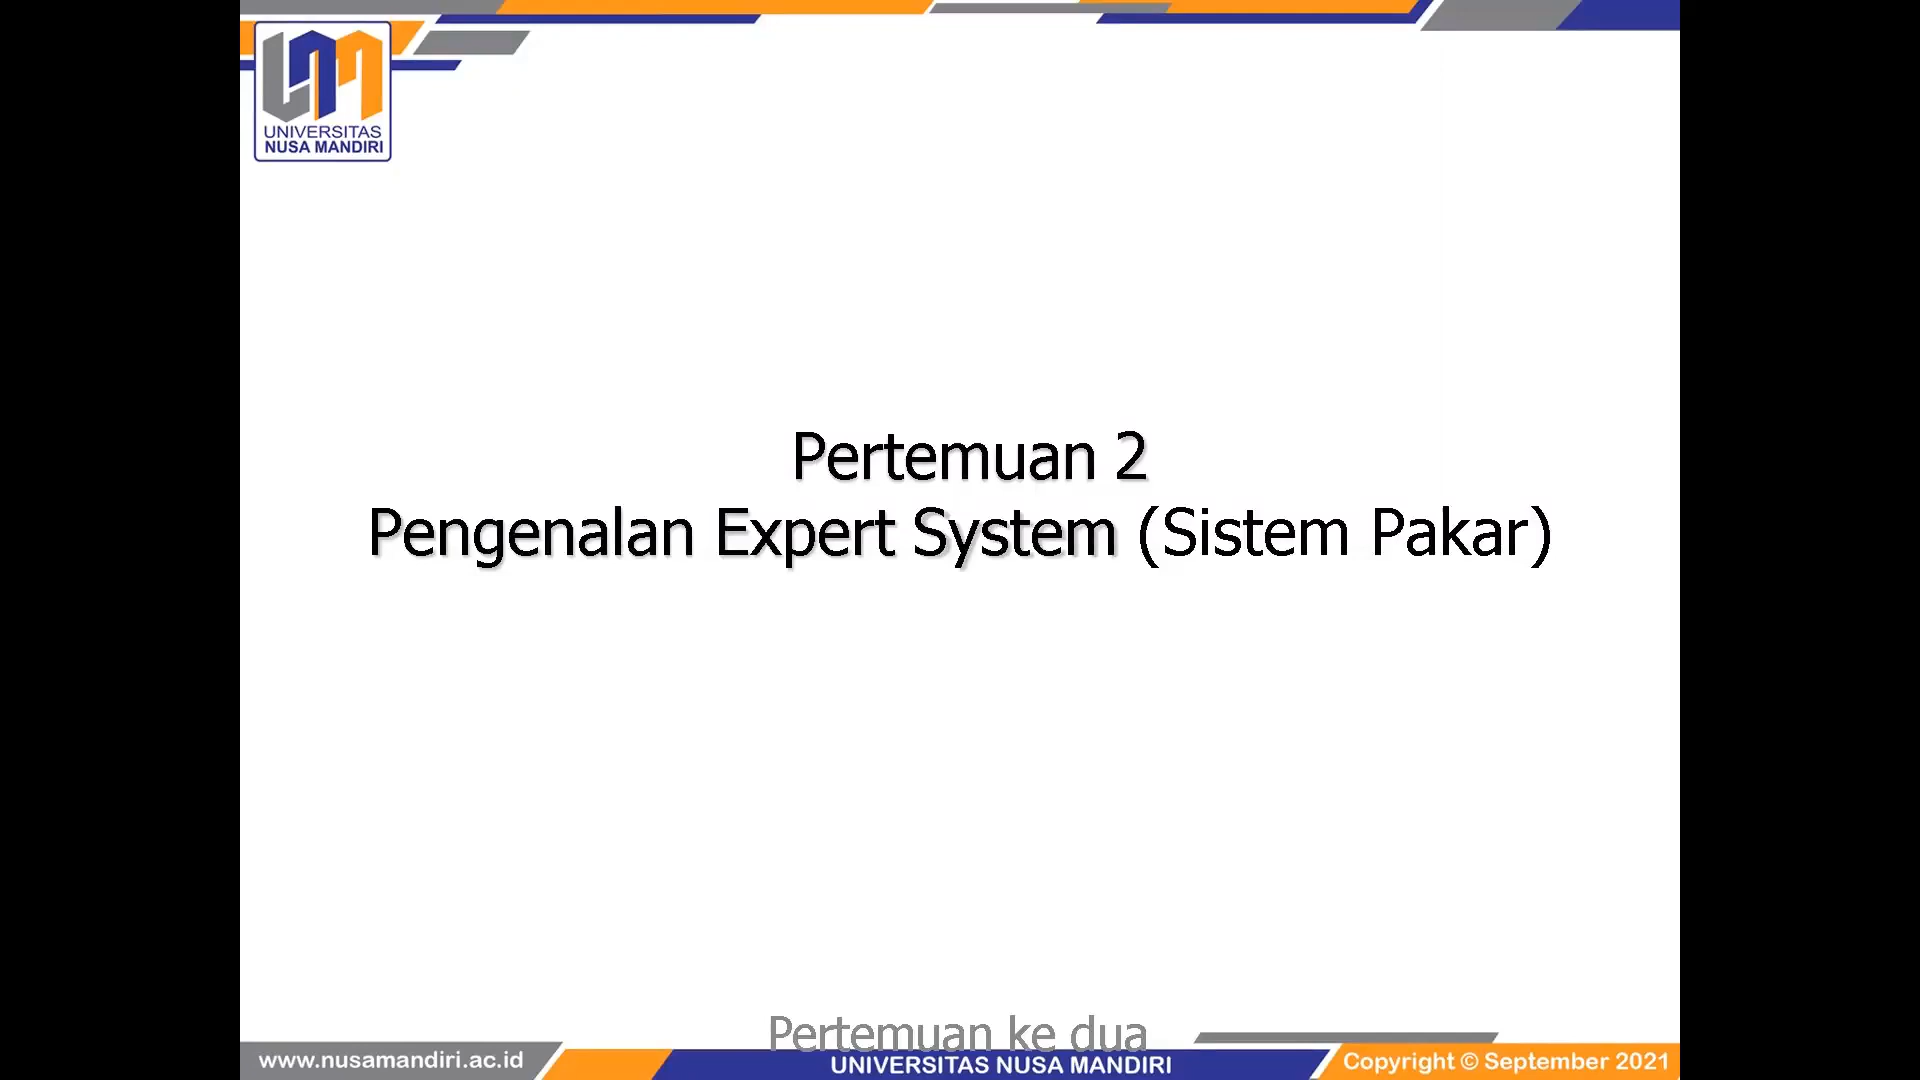 UNIVERSITAS
NUSA MANDIRI
Pertemuan 2
Pengenalan Expert System (Sistem Pakar)
Pertemuan ke dua
www.nusamandiri.ac.id
UNIVERSITAS NUSA MANDIRI
Copyright © September 2021